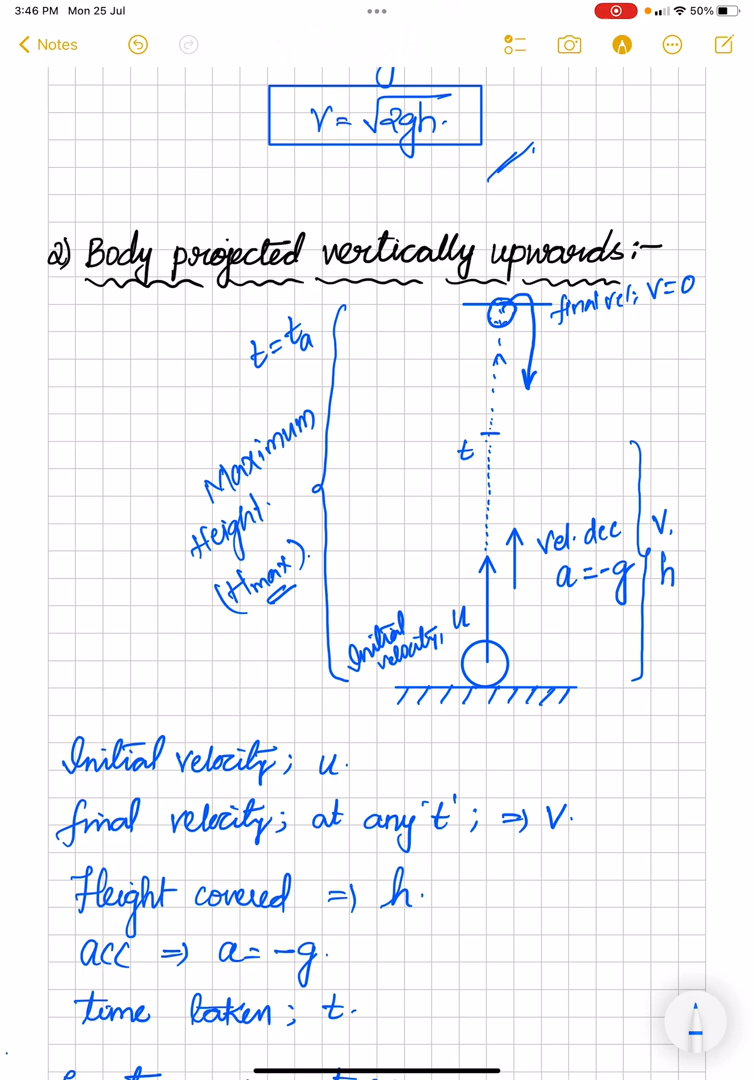 3:46 PM Mon 25 Jul
50%
Notes
v = √2gh.
2) Body projected vertically upwards:-
final vel; v=0
t = ta
Maximum
Height.
(Hmax).
t
vel. dec
a = -g
v,
h
Initial
velocity,
u
Initial velocity; u.
final velocity; at any 't'; => v.
Height covered => h.
acc => a = -g.
time taken; t.